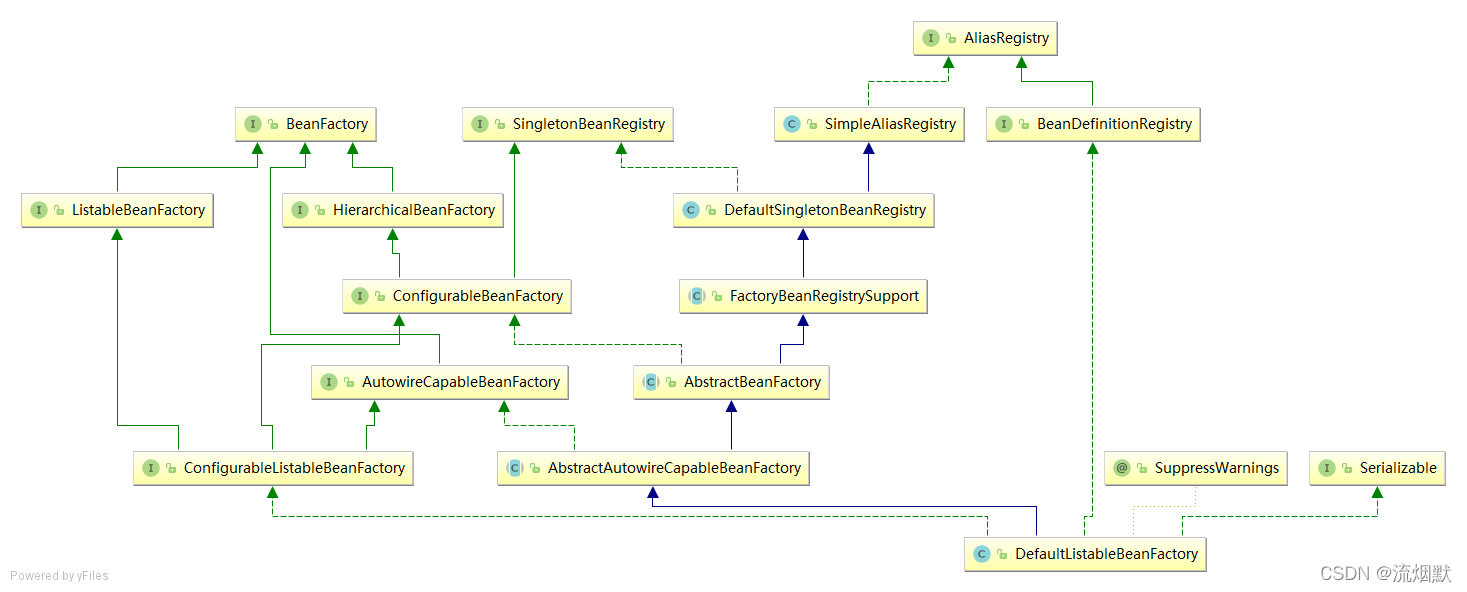 I AliasRegistry
I BeanFactory
I SingletonBeanRegistry
C SimpleAliasRegistry
I BeanDefinitionRegistry
I ListableBeanFactory
I HierarchicalBeanFactory
C DefaultSingletonBeanRegistry
I ConfigurableBeanFactory
C FactoryBeanRegistrySupport
I AutowireCapableBeanFactory
C AbstractBeanFactory
I ConfigurableListableBeanFactory
C AbstractAutowireCapableBeanFactory
@ SuppressWarnings
I Serializable
C DefaultListableBeanFactory
Powered by yFiles
CSDN @流烟默